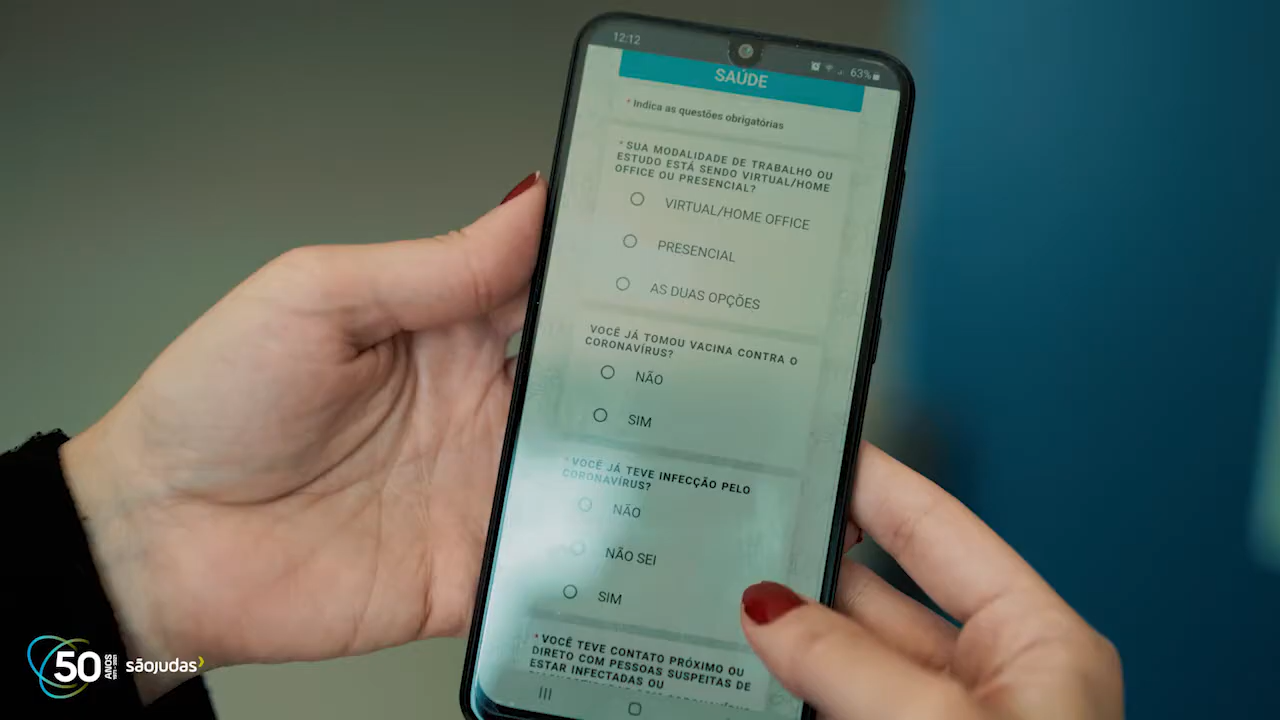 12:12
63%
SAÚDE
* Indica as questões obrigatórias
* SUA MODALIDADE DE TRABALHO OU
ESTUDO ESTÁ SENDO VIRTUAL/HOME
OFFICE OU PRESENCIAL?
VIRTUAL/HOME OFFICE
PRESENCIAL
AS DUAS OPÇÕES
VOCÊ JÁ TOMOU VACINA CONTRA O
CORONAVÍRUS?
NÃO
SIM
* VOCÊ JÁ TEVE INFECÇÃO PELO
CORONAVÍRUS?
NÃO
NÃO SEI
SIM
* VOCÊ TEVE CONTATO PRÓXIMO OU
DIRETO COM PESSOAS SUSPEITAS DE
ESTAR INFECTADAS OU
50 ANOS
sãojudas